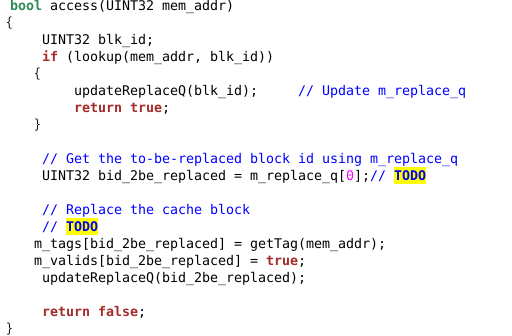 bool access(UINT32 mem_addr)
{
UINT32 blk_id;
if (lookup(mem_addr, blk_id))
{
updateReplaceQ(blk_id); // Update m_replace_q
return true;
}
// Get the to-be-replaced block id using m_replace_q
UINT32 bid_2be_replaced = m_replace_q[0];// TODO
// Replace the cache block
// TODO
m_tags[bid_2be_replaced] = getTag(mem_addr);
m_valids[bid_2be_replaced] = true;
updateReplaceQ(bid_2be_replaced);
return false;
}